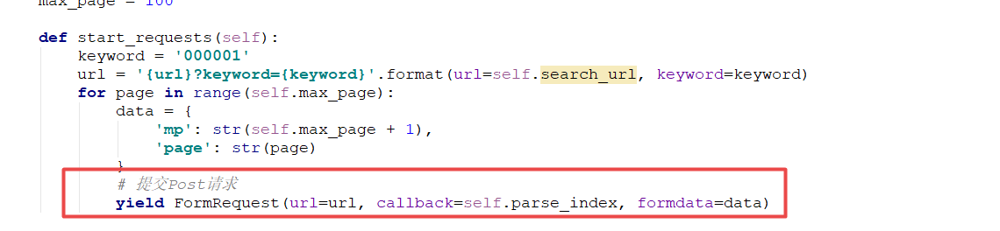 max_page = 100
def start_requests(self):
keyword = '000001'
url = '{url}?keyword={keyword}'.format(url=self.search_url, keyword=keyword)
for page in range(self.max_page):
data = {
'mp': str(self.max_page + 1),
'page': str(page)
}
# 提交Post请求
yield FormRequest(url=url, callback=self.parse_index, formdata=data)